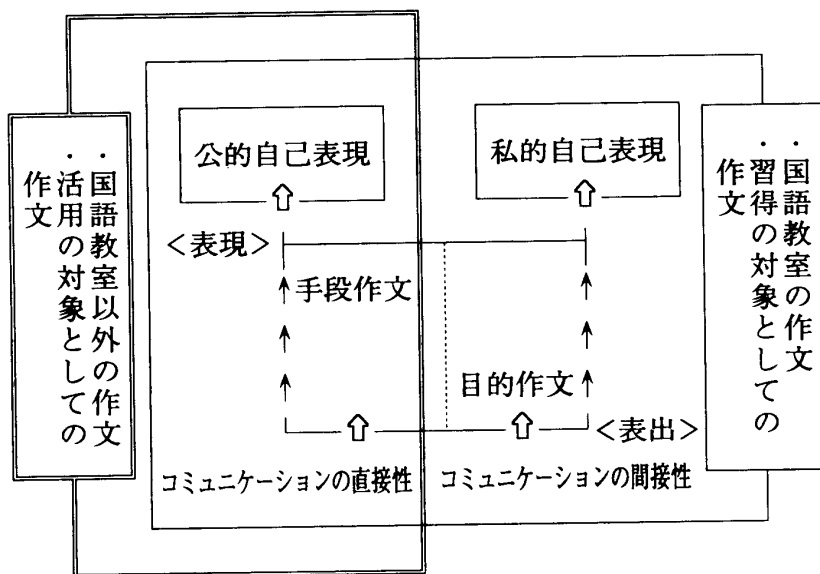 公的自己表現
私的自己表現
・国語教室の作文
・習得の対象としての
作文
・国語教室以外の作文
・活用の対象としての
作文
<表現>
手段作文
目的作文
<表出>
コミュニケーションの直接性
コミュニケーションの間接性